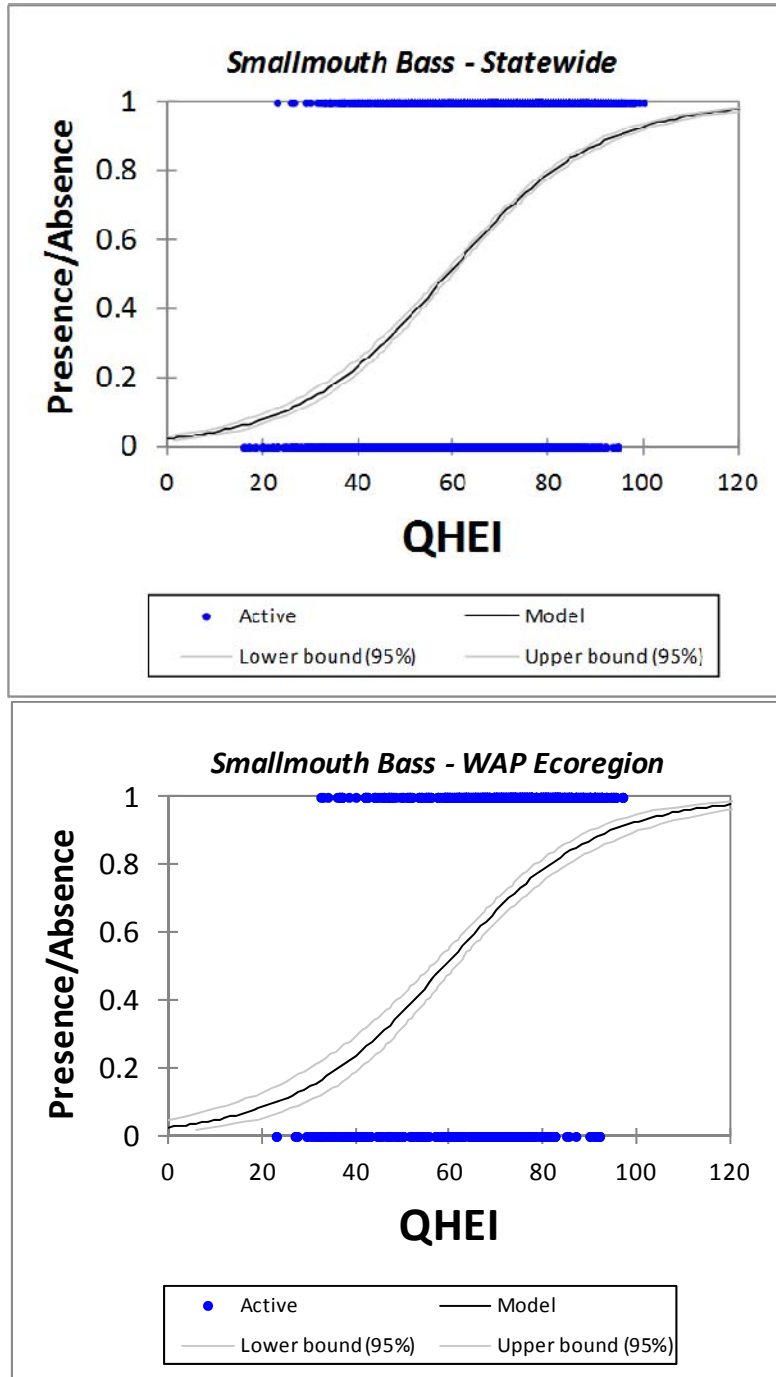 Smallmouth Bass - Statewide
1
0.8
0.6
0.4
0.2
0
Presence/Absence
0 20 40 60 80 100 120
QHEI
Active Model
Lower bound (95%) Upper bound (95%)
Smallmouth Bass - WAP Ecoregion
1
0.8
0.6
0.4
0.2
0
Presence/Absence
0 20 40 60 80 100 120
QHEI
Active Model
Lower bound (95%) Upper bound (95%)